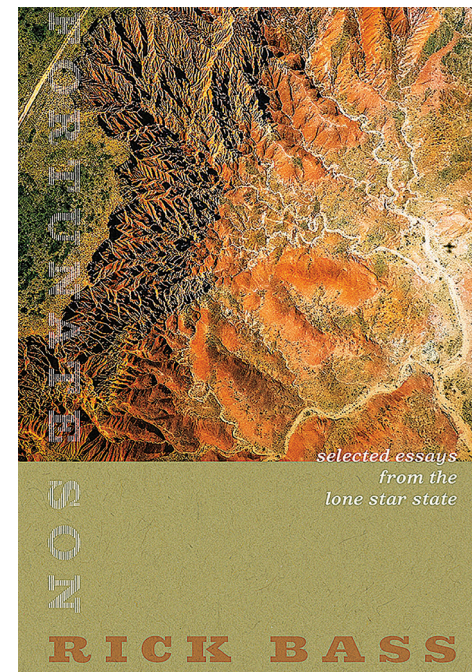 FORTUNATE SON
selected essays
from the
lone star state
RICK BASS